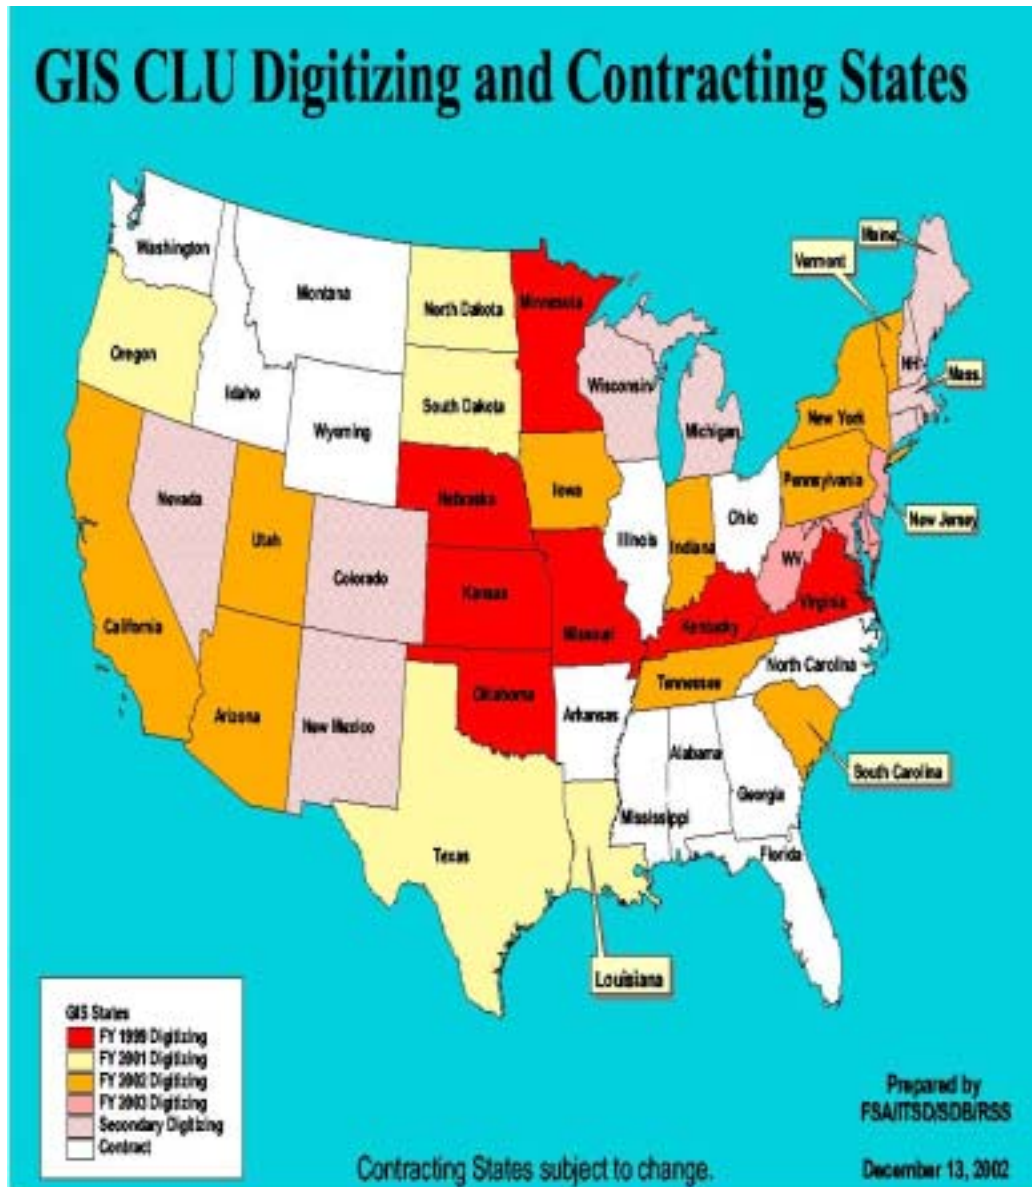 GIS CLU Digitizing and Contracting States
Maine
Vermont
Washington
Montana
North Dakota
Minnesota
Oregon
Idaho
NH
Mass.
Wisconsin
South Dakota
Wyoming
New York
Michigan
Nebraska
Iowa
Pennsylvania
Nevada
Ohio
New Jersey
Utah
Illinois
Indiana
Colorado
WV
Kansas
Virginia
California
Missouri
Kentucky
North Carolina
Tennessee
Oklahoma
Arizona
New Mexico
Arkansas
Alabama
South Carolina
Georgia
Mississippi
Texas
Florida
Louisiana
GIS States
FY 1999 Digitizing
FY 2001 Digitizing
FY 2002 Digitizing
FY 2003 Digitizing
Secondary Digitizing
Contract
Prepared by
FSA/ITSD/SDB/RSS
Contracting States subject to change.
December 13, 2002